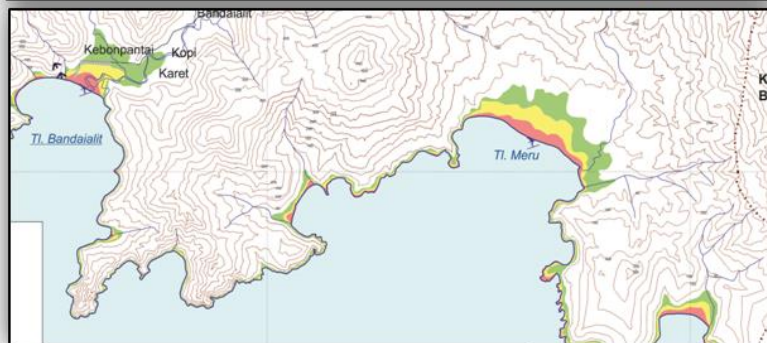 Bandaialit
Kebonpantai
Kopi
Karet
Tl. Bandaialit
Tl. Meru
K
B